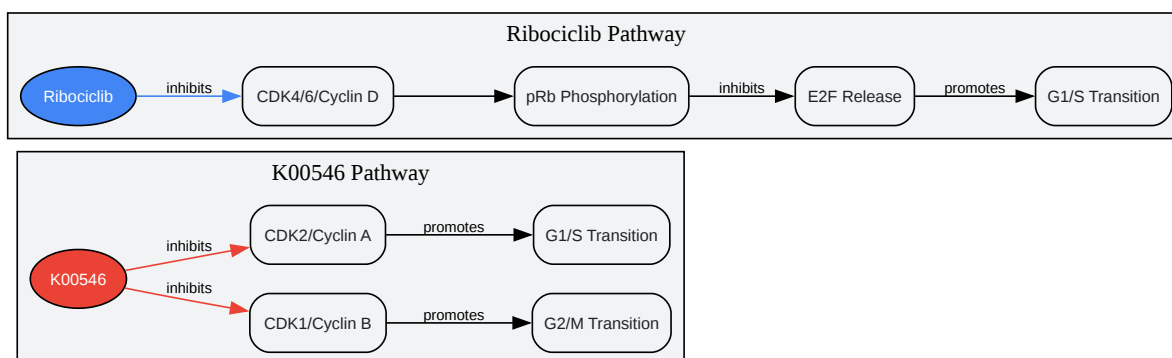 Ribociclib Pathway
Ribociclib
inhibits
CDK4/6/Cyclin D
pRb Phosphorylation
inhibits
E2F Release
promotes
G1/S Transition
K00546 Pathway
K00546
inhibits
CDK2/Cyclin A
promotes
G1/S Transition
inhibits
CDK1/Cyclin B
promotes
G2/M Transition